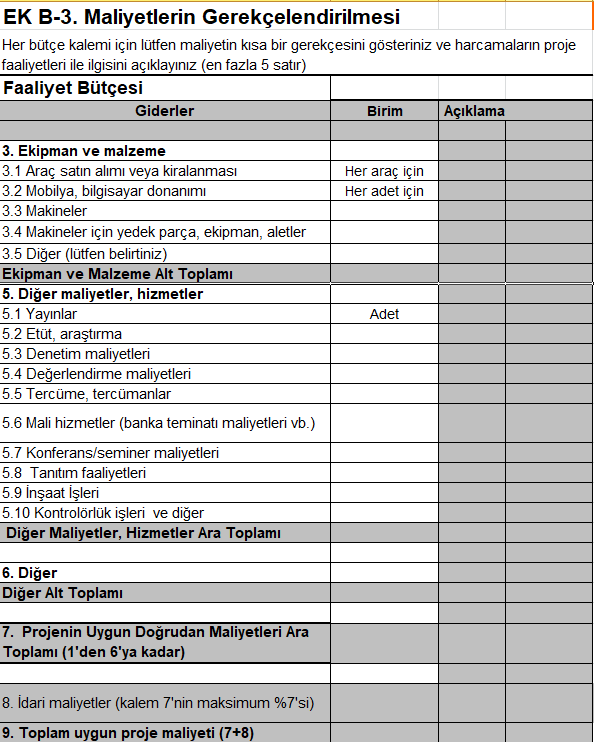 EK B-3. Maliyetlerin Gerekçelendirilmesi
Her bütçe kalemi için lütfen maliyetin kısa bir gerekçesini gösteriniz ve harcamaların proje
faaliyetleri ile ilgisini açıklayınız (en fazla 5 satır)
Faaliyet Bütçesi
Giderler Birim Açıklama
3. Ekipman ve malzeme
3.1 Araç satın alımı veya kiralanması Her araç için
3.2 Mobilya, bilgisayar donanımı Her adet için
3.3 Makineler
3.4 Makineler için yedek parça, ekipman, aletler
3.5 Diğer (lütfen belirtiniz)
Ekipman ve Malzeme Alt Toplamı
5. Diğer maliyetler, hizmetler
5.1 Yayınlar Adet
5.2 Etüt, araştırma
5.3 Denetim maliyetleri
5.4 Değerlendirme maliyetleri
5.5 Tercüme, tercümanlar
5.6 Mali hizmetler (banka teminatı maliyetleri vb.)
5.7 Konferans/seminer maliyetleri
5.8 Tanıtım faaliyetleri
5.9 İnşaat İşleri
5.10 Kontrolörlük işleri ve diğer
Diğer Maliyetler, Hizmetler Ara Toplamı
6. Diğer
Diğer Alt Toplamı
7. Projenin Uygun Doğrudan Maliyetleri Ara
Toplamı (1'den 6'ya kadar)
8. İdari maliyetler (kalem 7'nin maksimum %7'si)
9. Toplam uygun proje maliyeti (7+8)